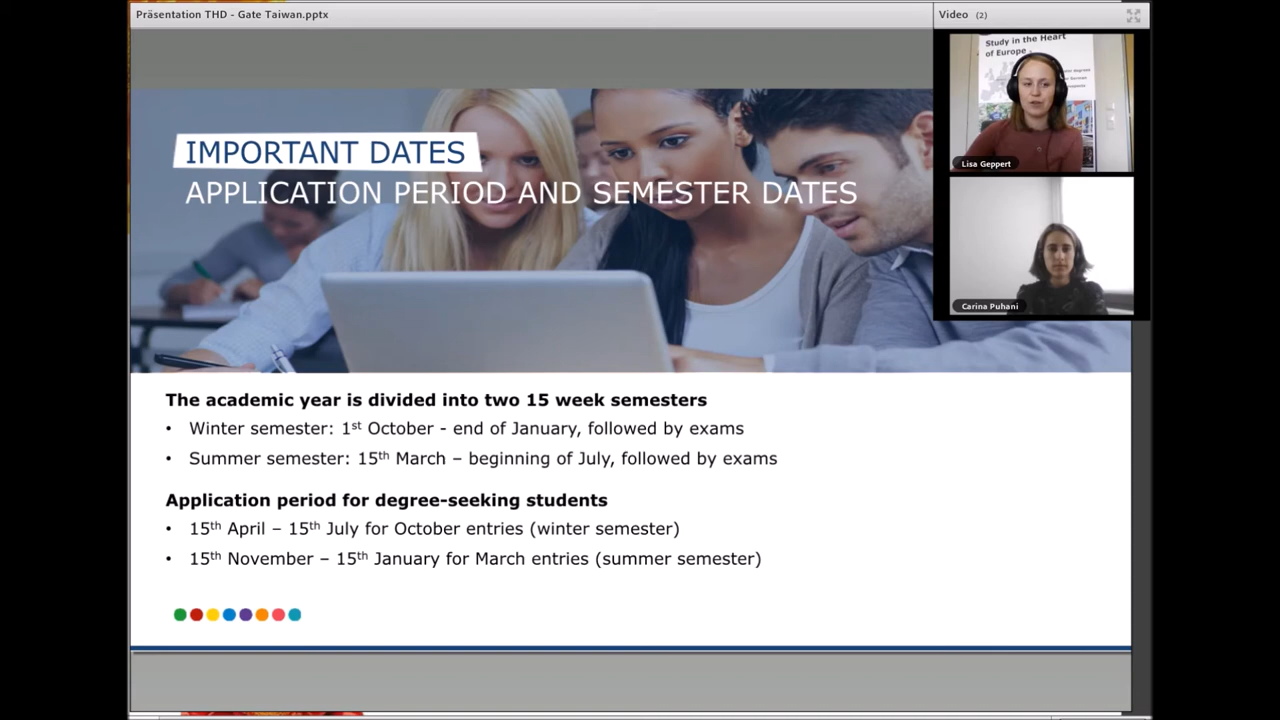 Präsentation THD - Gate Taiwan.pptx
Video (2)
Study in the Heart
of Europe
Lisa Geppert
Carina Puhani
IMPORTANT DATES
APPLICATION PERIOD AND SEMESTER DATES
The academic year is divided into two 15 week semesters
• Winter semester: 1st October - end of January, followed by exams
• Summer semester: 15th March – beginning of July, followed by exams
Application period for degree-seeking students
• 15th April – 15th July for October entries (winter semester)
• 15th November – 15th January for March entries (summer semester)